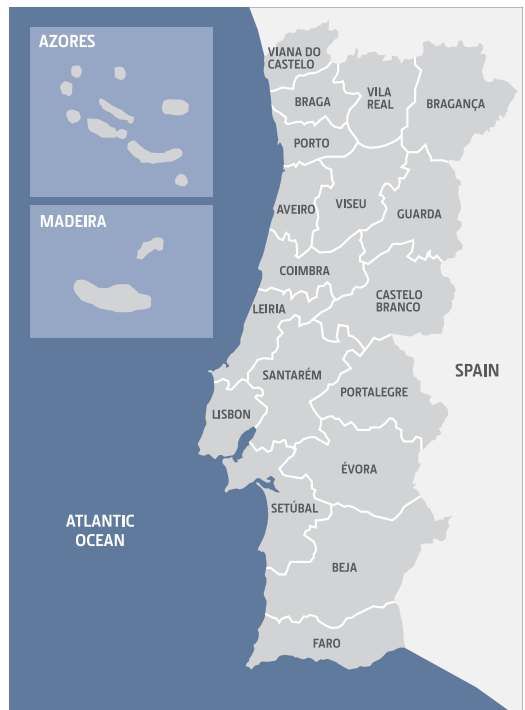 AZORES
MADEIRA
VIANA DO
CASTELO
BRAGA
VILA
REAL
BRAGANÇA
PORTO
AVEIRO
VISEU
GUARDA
COIMBRA
LEIRIA
CASTELO
BRANCO
SANTARÉM
SPAIN
PORTALEGRE
LISBON
ÉVORA
SETÚBAL
ATLANTIC
OCEAN
BEJA
FARO